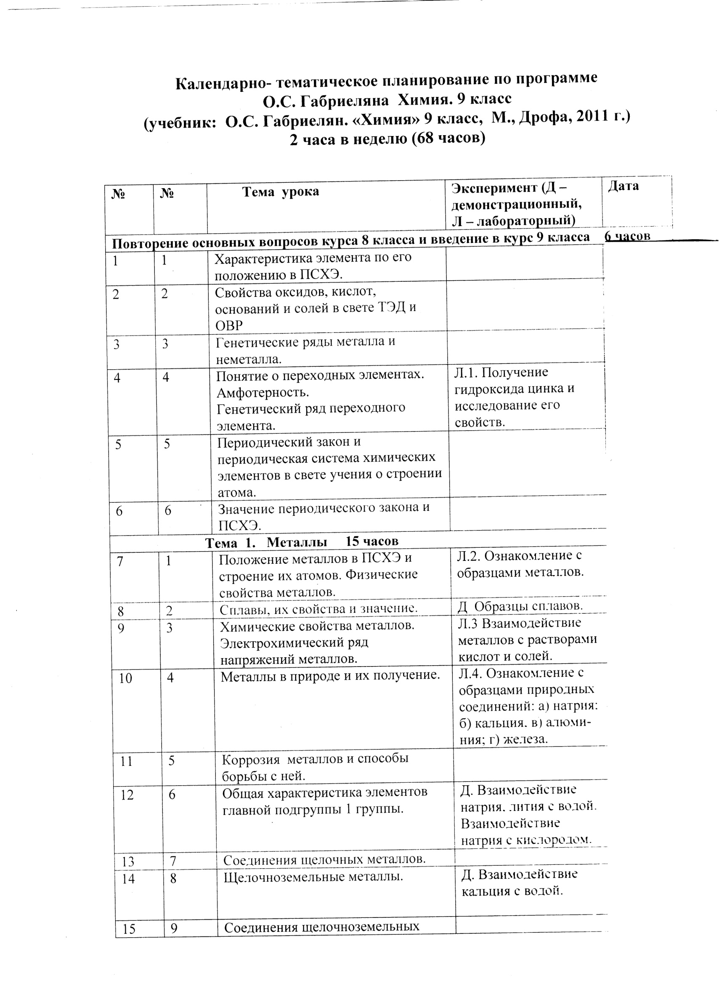 Календарно- тематическое планирование по программе
О.С. Габриеляна Химия. 9 класс
(учебник: О.С. Габриелян. «Химия» 9 класс, М., Дрофа, 2011 г.)
2 часа в неделю (68 часов)
№ № Тема урока Эксперимент (Д – Дата
демонстрационный,
Л – лабораторный)
Повторение основных вопросов курса 8 класса и введение в курс 9 класса 6 часов
1 1 Характеристика элемента по его
положению в ПСХЭ.
2 2 Свойства оксидов, кислот,
оснований и солей в свете ТЭД и
ОВР
3 3 Генетические ряды металла и
неметалла.
4 4 Понятие о переходных элементах. Л.1. Получение
Амфотерность. гидроксида цинка и
Генетический ряд переходного исследование его
элемента. свойств.
5 5 Периодический закон и
периодическая система химических
элементов в свете учения о строении
атома.
6 6 Значение периодического закона и
ПСХЭ.
Тема 1. Металлы 15 часов
7 1 Положение металлов в ПСХЭ и Л.2. Ознакомление с
строение их атомов. Физические образцами металлов.
свойства металлов.
8 2 Сплавы, их свойства и значение. Д Образцы сплавов.
9 3 Химические свойства металлов. Л.3 Взаимодействие
Электрохимический ряд металлов с растворами
напряжений металлов. кислот и солей.
10 4 Металлы в природе и их получение. Л.4. Ознакомление с
образцами природных
соединений: а) натрия:
б) кальция. в) алюми-
ния; г) железа.
11 5 Коррозия металлов и способы
борьбы с ней.
12 6 Общая характеристика элементов Д. Взаимодействие
главной подгруппы 1 группы. натрия. лития с водой.
Взаимодействие
натрия с кислородом.
13 7 Соединения щелочных металлов.
14 8 Щелочноземельные металлы. Д. Взаимодействие
кальция с водой.
15 9 Соединения щелочноземельных